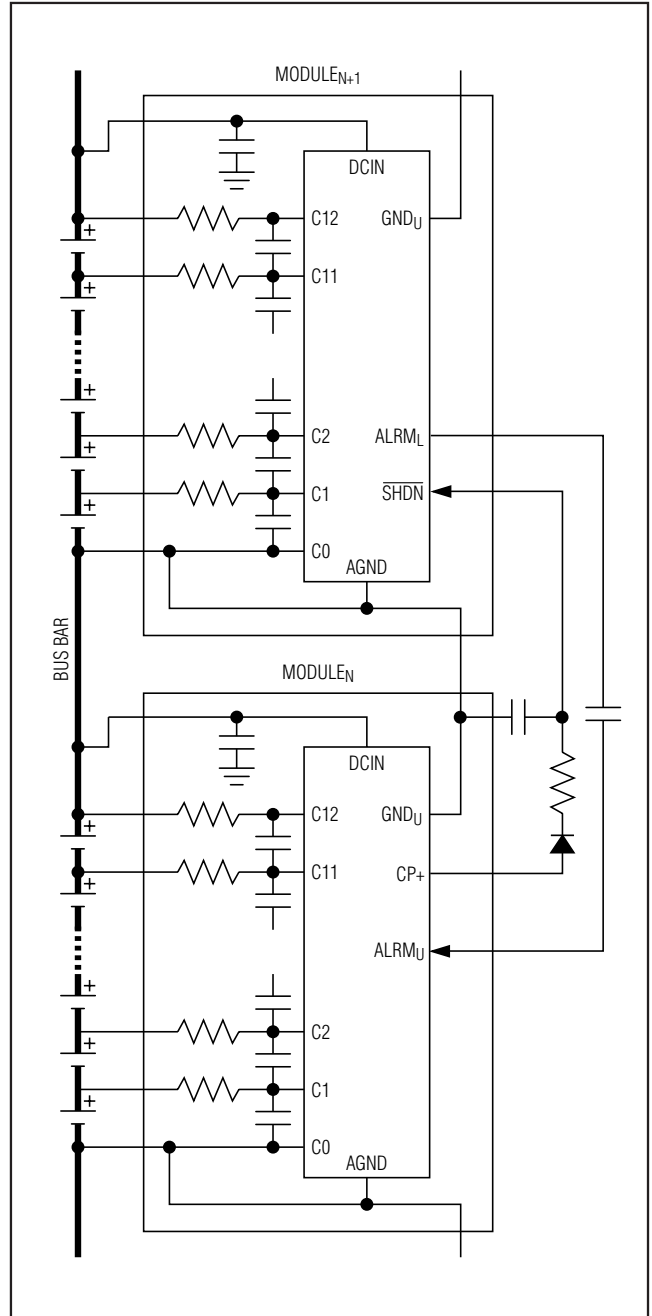 MODULEN+1
DCIN
C12
GNDU
+
C11
+
+
C2
ALRML
+
C1
SHDN
+
C0
AGND
BUS BAR
MODULEN
DCIN
C12
GNDU
+
C11
CP+
+
ALRMU
+
C2
+
C1
+
C0
AGND